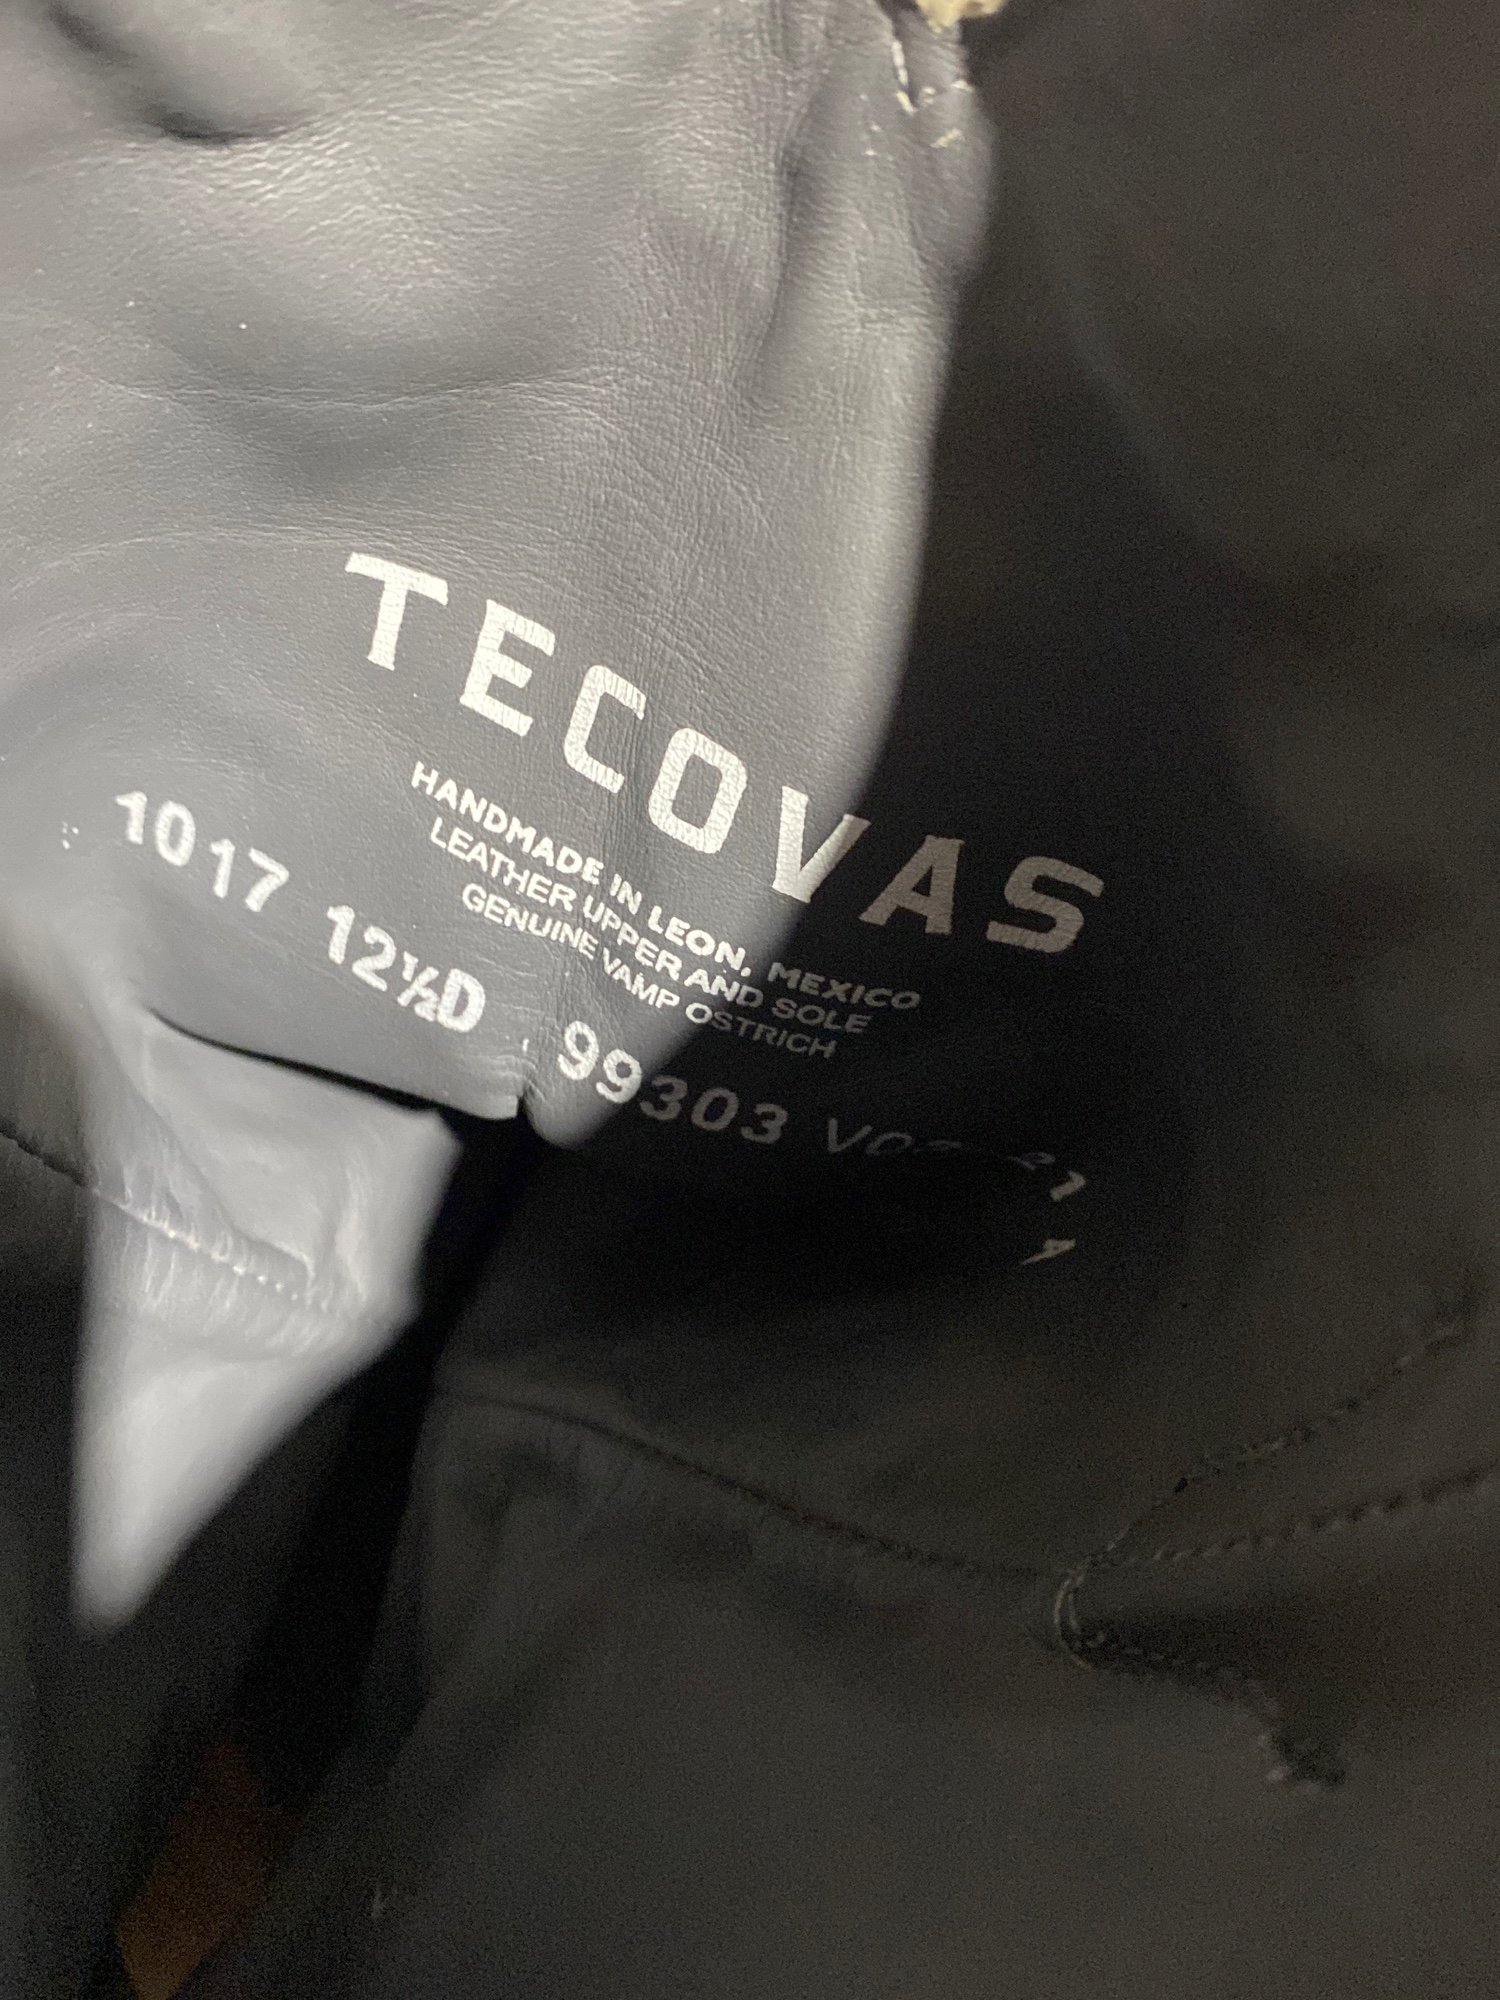 TECOVAS
HANDMADE IN LEON, MEXICO
LEATHER UPPER AND SOLE
GENUINE VAMP OSTRICH
1017 12½D 99303